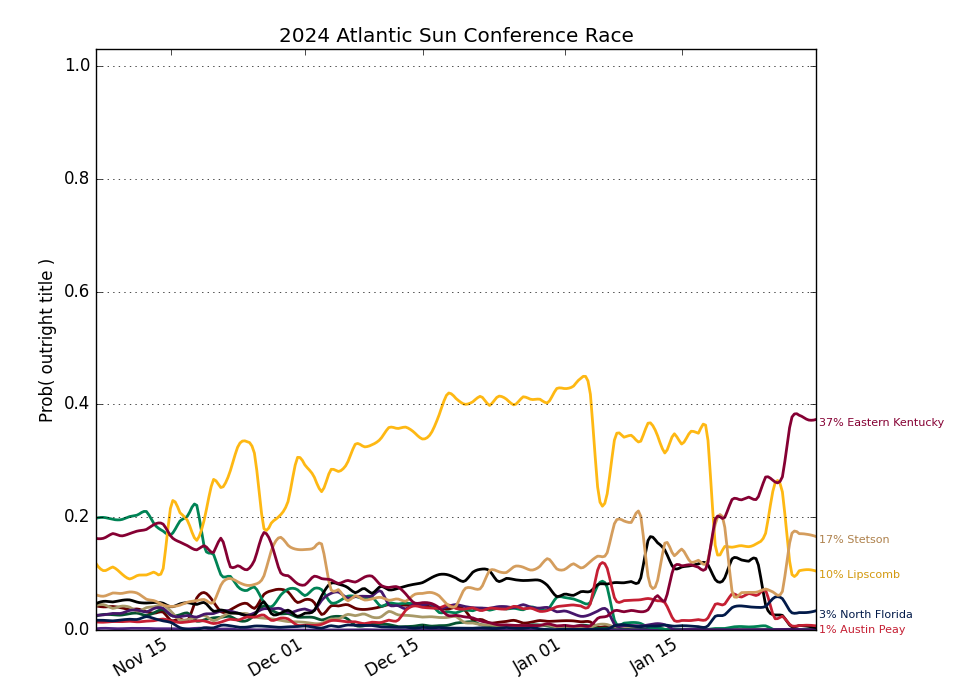 2024 Atlantic Sun Conference Race
Prob( outright title )
1.0
0.8
0.6
0.4
0.2
0.0
Nov 15
Dec 01
Dec 15
Jan 01
Jan 15
37% Eastern Kentucky
17% Stetson
10% Lipscomb
3% North Florida
1% Austin Peay